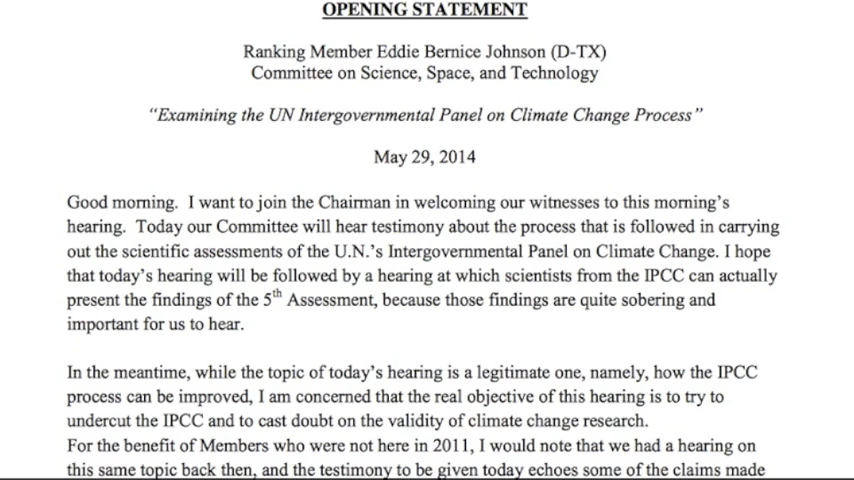 OPENING STATEMENT
Ranking Member Eddie Bernice Johnson (D-TX)
Committee on Science, Space, and Technology
“Examining the UN Intergovernmental Panel on Climate Change Process”
May 29, 2014
Good morning. I want to join the Chairman in welcoming our witnesses to this morning’s
hearing. Today our Committee will hear testimony about the process that is followed in carrying
out the scientific assessments of the U.N.’s Intergovernmental Panel on Climate Change. I hope
that today’s hearing will be followed by a hearing at which scientists from the IPCC can actually
present the findings of the 5th Assessment, because those findings are quite sobering and
important for us to hear.
In the meantime, while the topic of today’s hearing is a legitimate one, namely, how the IPCC
process can be improved, I am concerned that the real objective of this hearing is to try to
undercut the IPCC and to cast doubt on the validity of climate change research.
For the benefit of Members who were not here in 2011, I would note that we had a hearing on
this same topic back then, and the testimony to be given today echoes some of the claims made